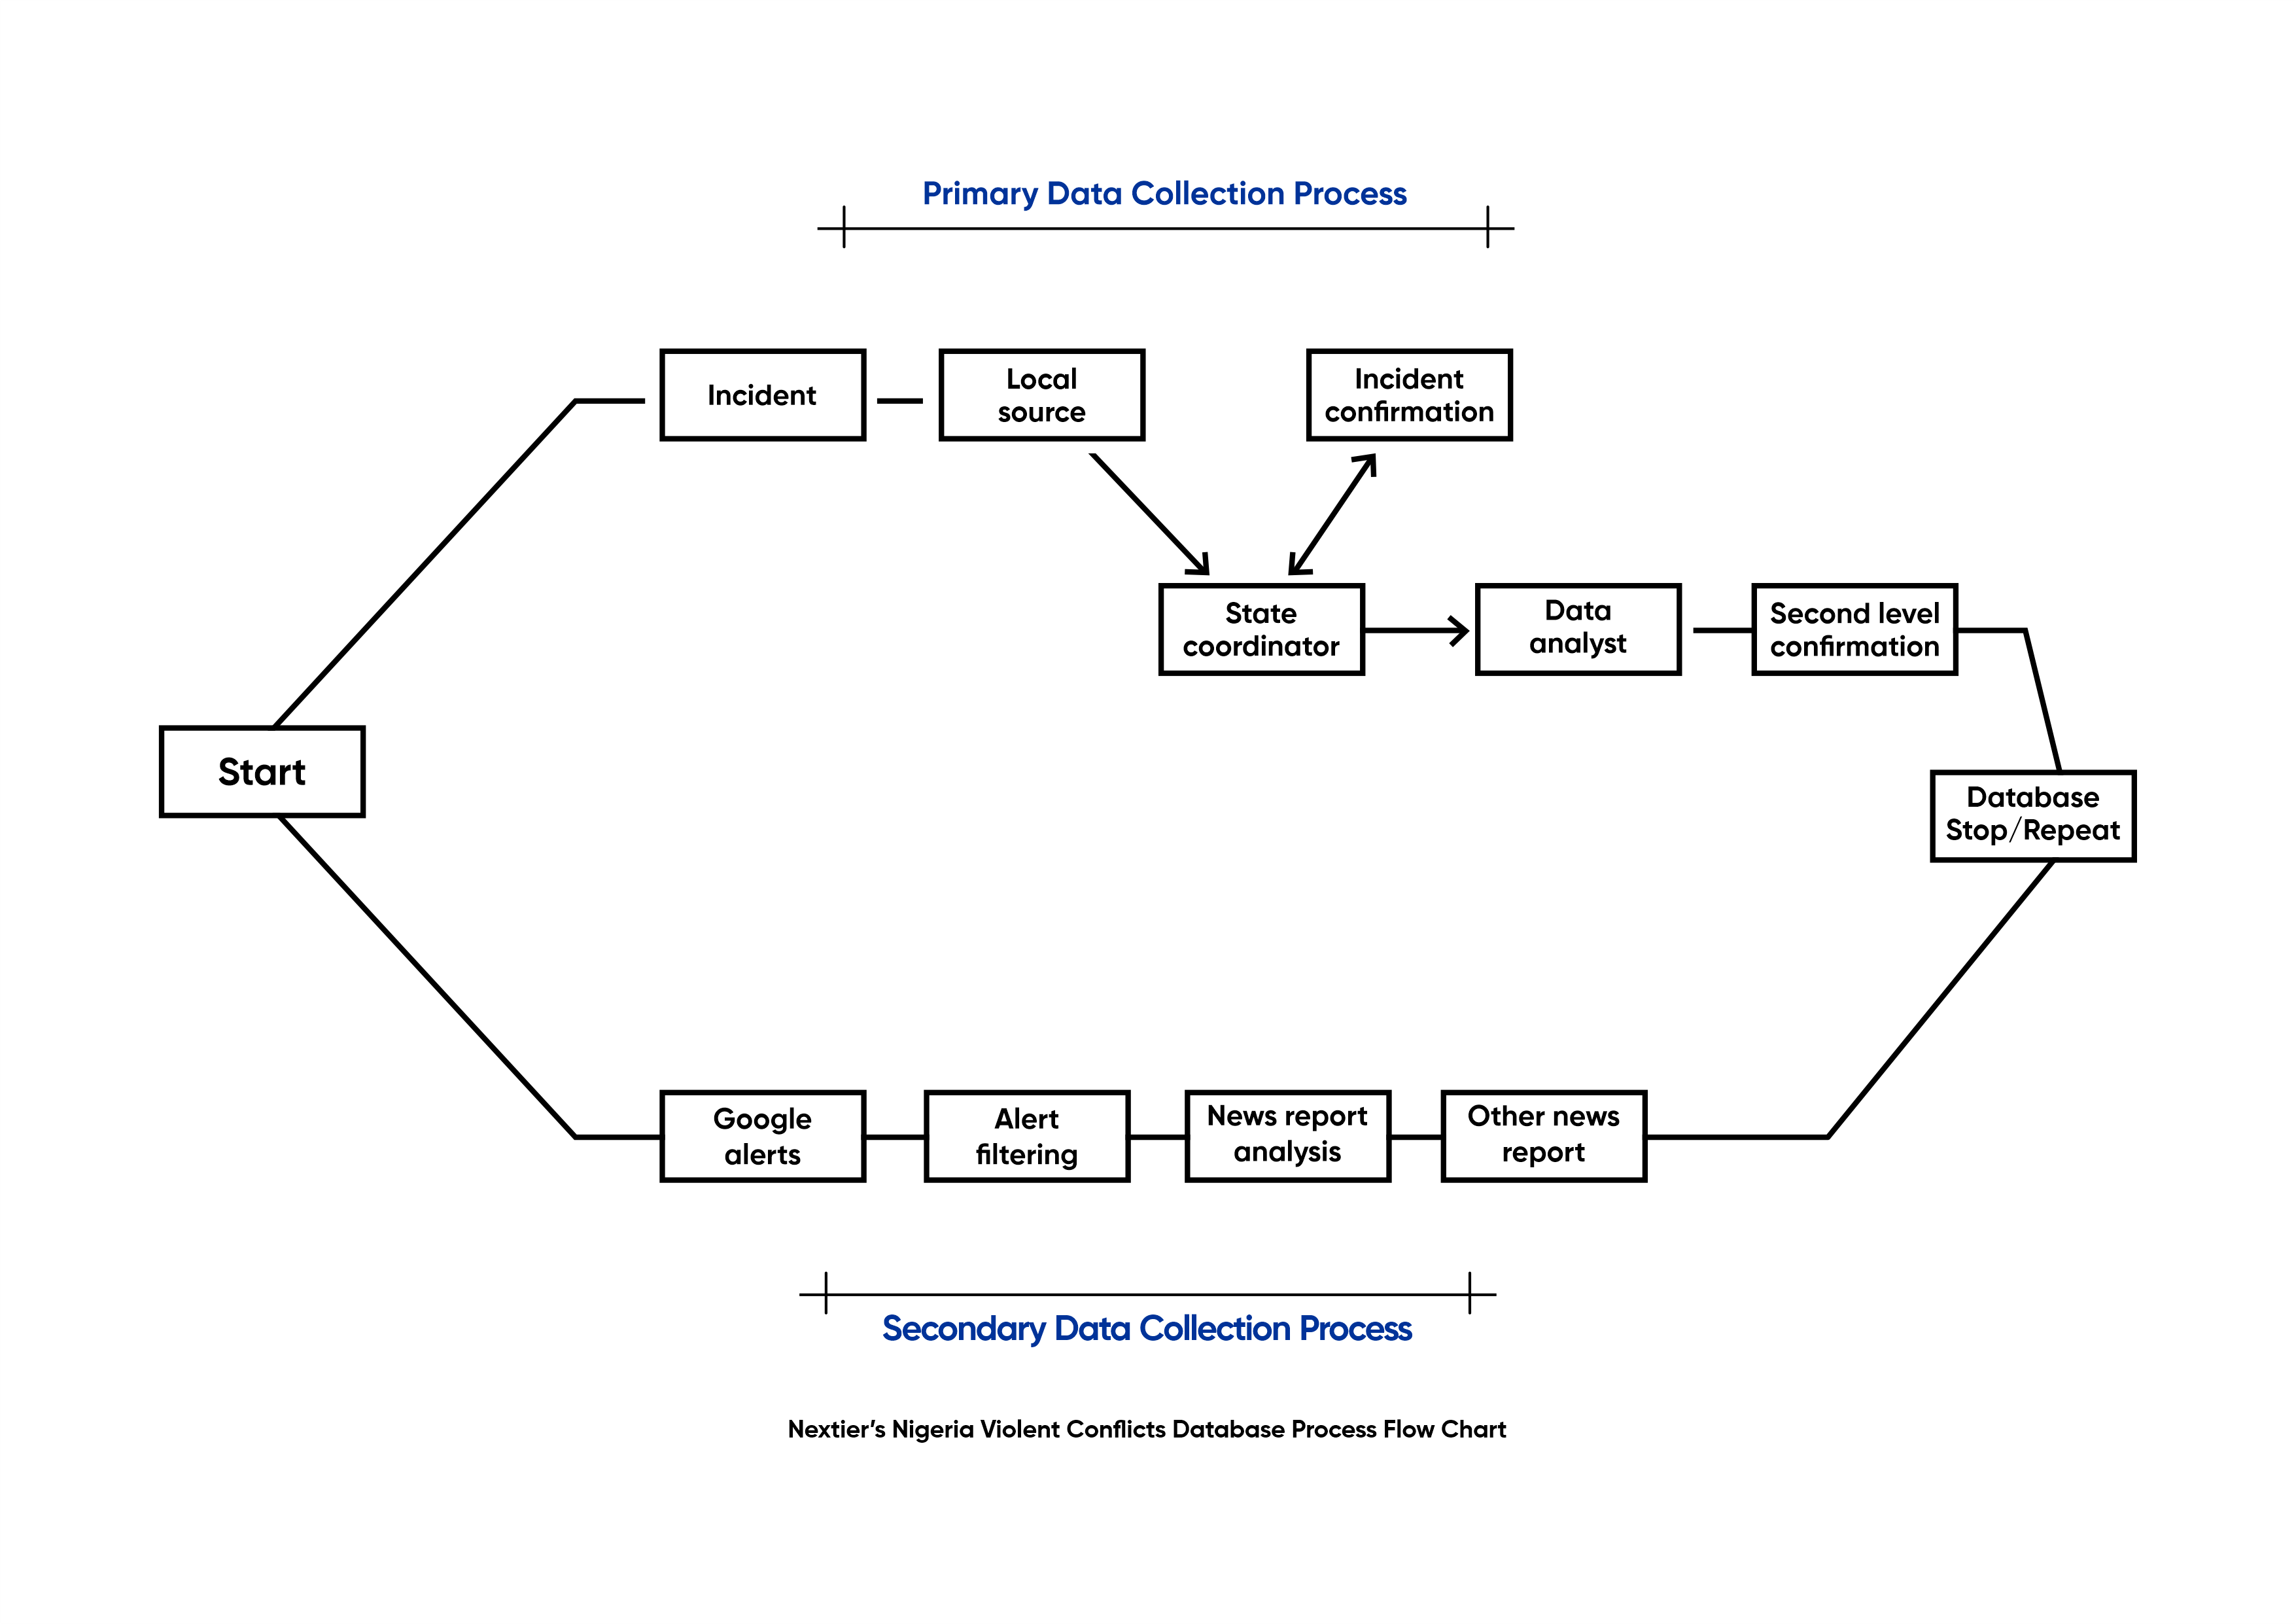 Primary Data Collection Process
Incident
Local
source
Incident
confirmation
State
coordinator
Data
analyst
Second level
confirmation
Start
Database
Stop/Repeat
Google
alerts
Alert
filtering
News report
analysis
Other news
report
Secondary Data Collection Process
Nextier’s Nigeria Violent Conflicts Database Process Flow Chart